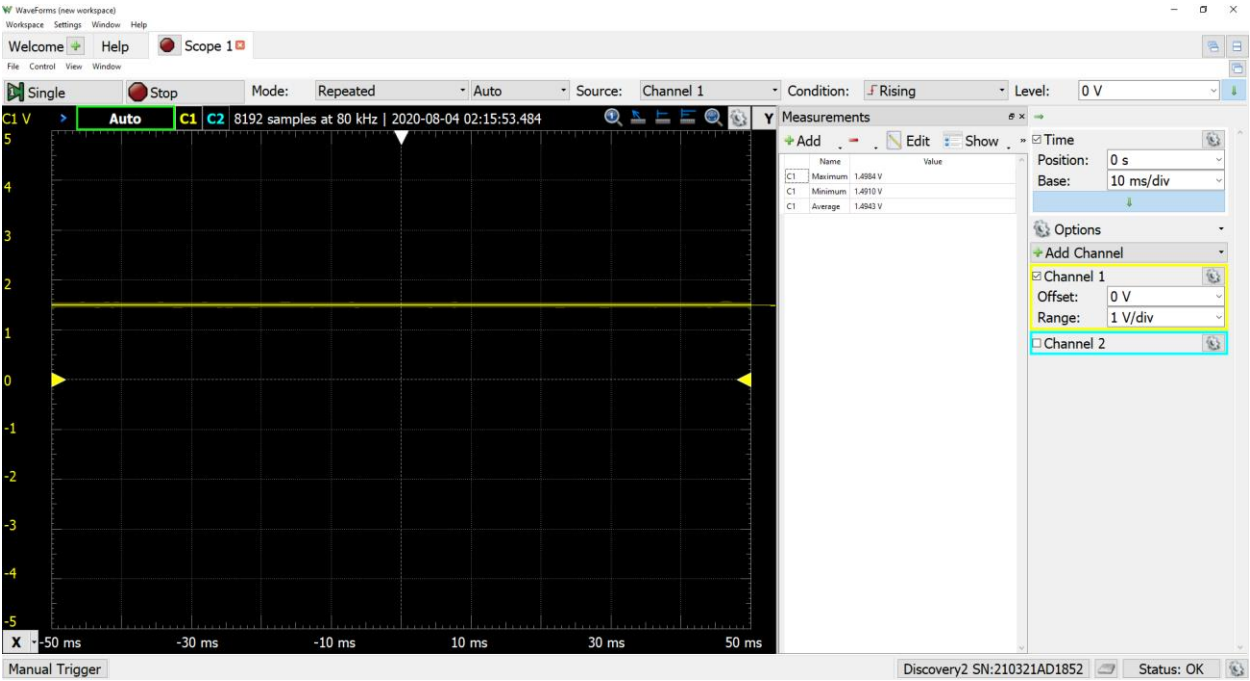 WaveForms (new workspace)
Workspace Settings Window Help
Welcome Help Scope 1
File Control View Window
Single Stop Mode: Repeated Auto Source: Channel 1 Condition: Rising Level: 0 V
C1 V Auto C1 C2 8192 samples at 80 kHz | 2020-08-04 02:15:53.484 Y
5
4
3
2
1
0
-1
-2
-3
-4
-5
X -50 ms -30 ms -10 ms 10 ms 30 ms 50 ms
Measurements
Add Edit Show »
Name Value
C1 Maximum 1.4984 V
C1 Minimum 1.4910 V
C1 Average 1.4943 V
Time
Position: 0 s
Base: 10 ms/div
Options
Add Channel
Channel 1
Offset: 0 V
Range: 1 V/div
Channel 2
Manual Trigger Discovery2 SN:210321AD1852 Status: OK